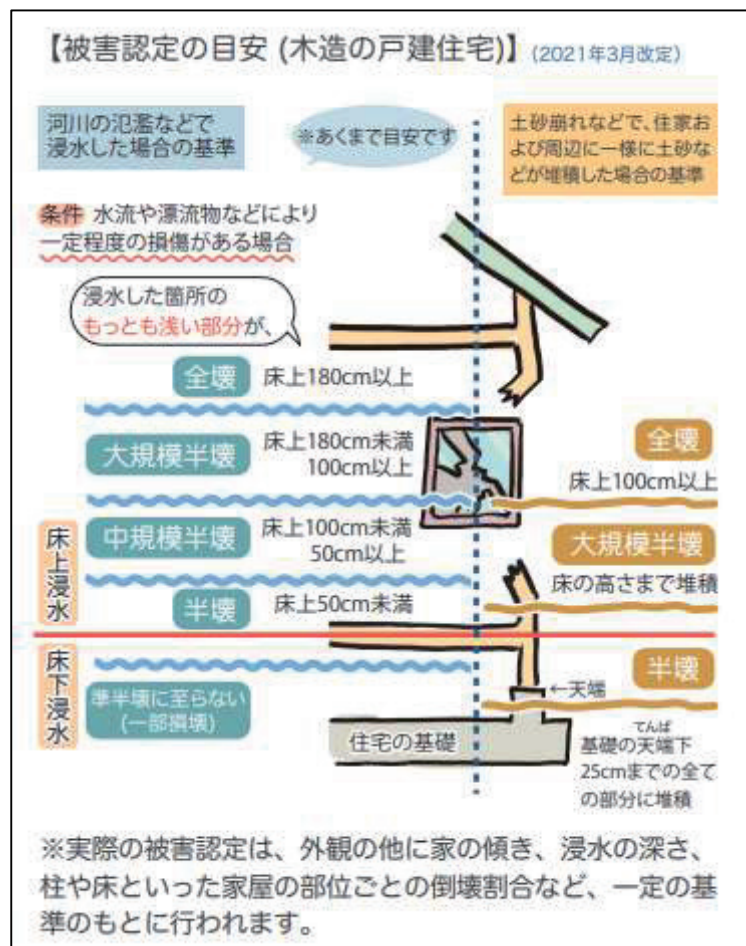 【被害認定の目安 (木造の戸建住宅)】(2021年3月改定)
河川の氾濫などで
浸水した場合の基準
※あくまで目安です
土砂崩れなどで、住家お
よび周辺に一様に土砂な
どが堆積した場合の基準
条件 水流や漂流物などにより
一定程度の損傷がある場合
浸水した箇所の
もっとも浅い部分が、
全壊 床上180cm以上
大規模半壊 床上180cm未満
100cm以上
全壊
床上100cm以上
床上浸水
中規模半壊 床上100cm未満
50cm以上
大規模半壊
床の高さまで堆積
半壊 床上50cm未満
床下浸水
準半壊に至らない
(一部損壊)
半壊
←天端
住宅の基礎
てんば
基礎の天端下
25cmまでの全て
の部分に堆積
※実際の被害認定は、外観の他に家の傾き、浸水の深さ、
柱や床といった家屋の部位ごとの倒壊割合など、一定の基
準のもとに行われます。